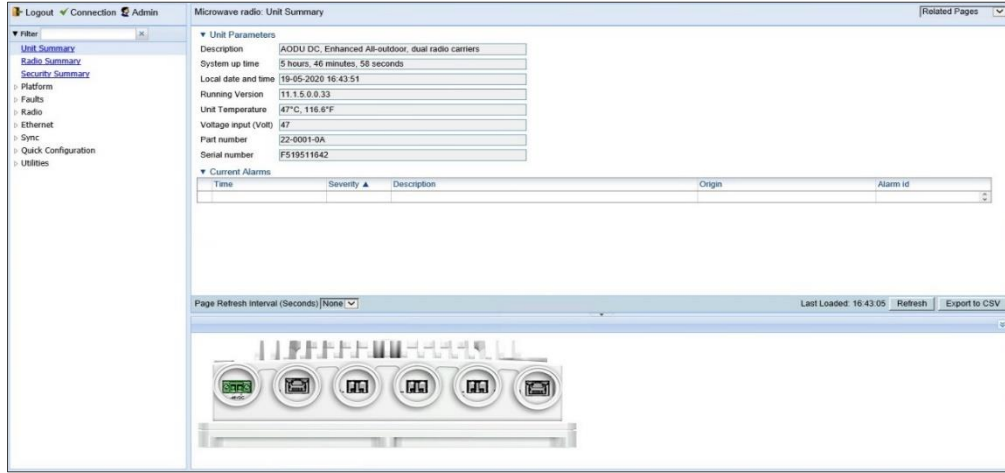 Logout Connection Admin
Microwave radio: Unit Summary
Related Pages
Filter
Unit Summary
Radio Summary
Security Summary
Platform
Faults
Radio
Ethernet
Sync
Quick Configuration
Utilities
Unit Parameters
Description AODU DC, Enhanced All-outdoor, dual radio carriers
System up time 5 hours, 46 minutes, 58 seconds
Local date and time 19-05-2020 16:43:51
Running Version 11.1.5.0.0.33
Unit Temperature 47°C, 116.6°F
Voltage input (Volt) 47
Part number 22-0001-0A
Serial number F519511642
Current Alarms
Time Severity ▲ Description Origin Alarm id
Page Refresh Interval (Seconds) None
Last Loaded: 16:43:05 Refresh Export to CSV